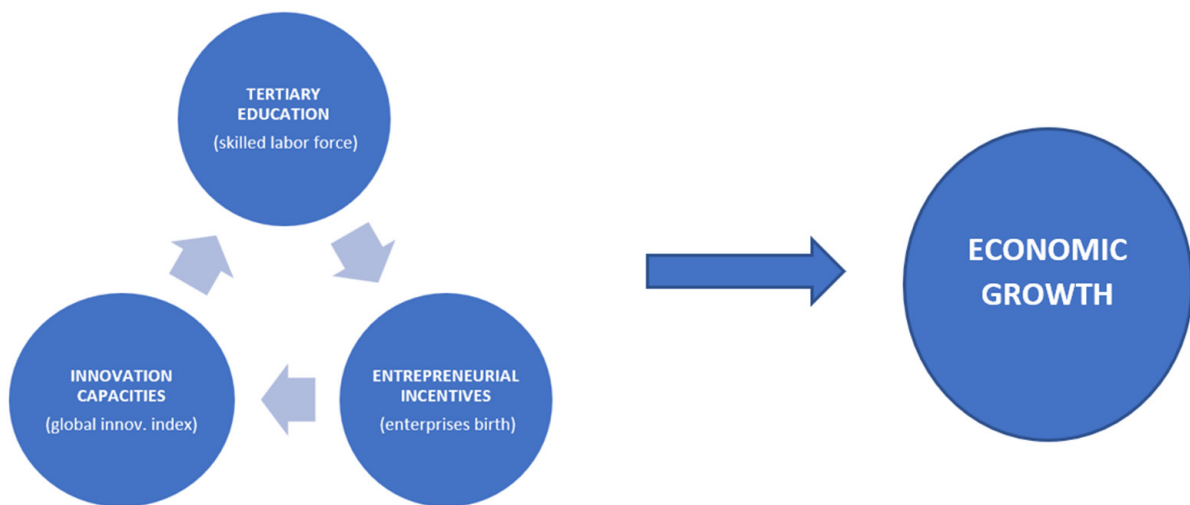 TERTIARY
EDUCATION
(skilled labor force)
INNOVATION
CAPACITIES
(global innov. index)
ENTREPRENEURIAL
INCENTIVES
(enterprises birth)
ECONOMIC
GROWTH